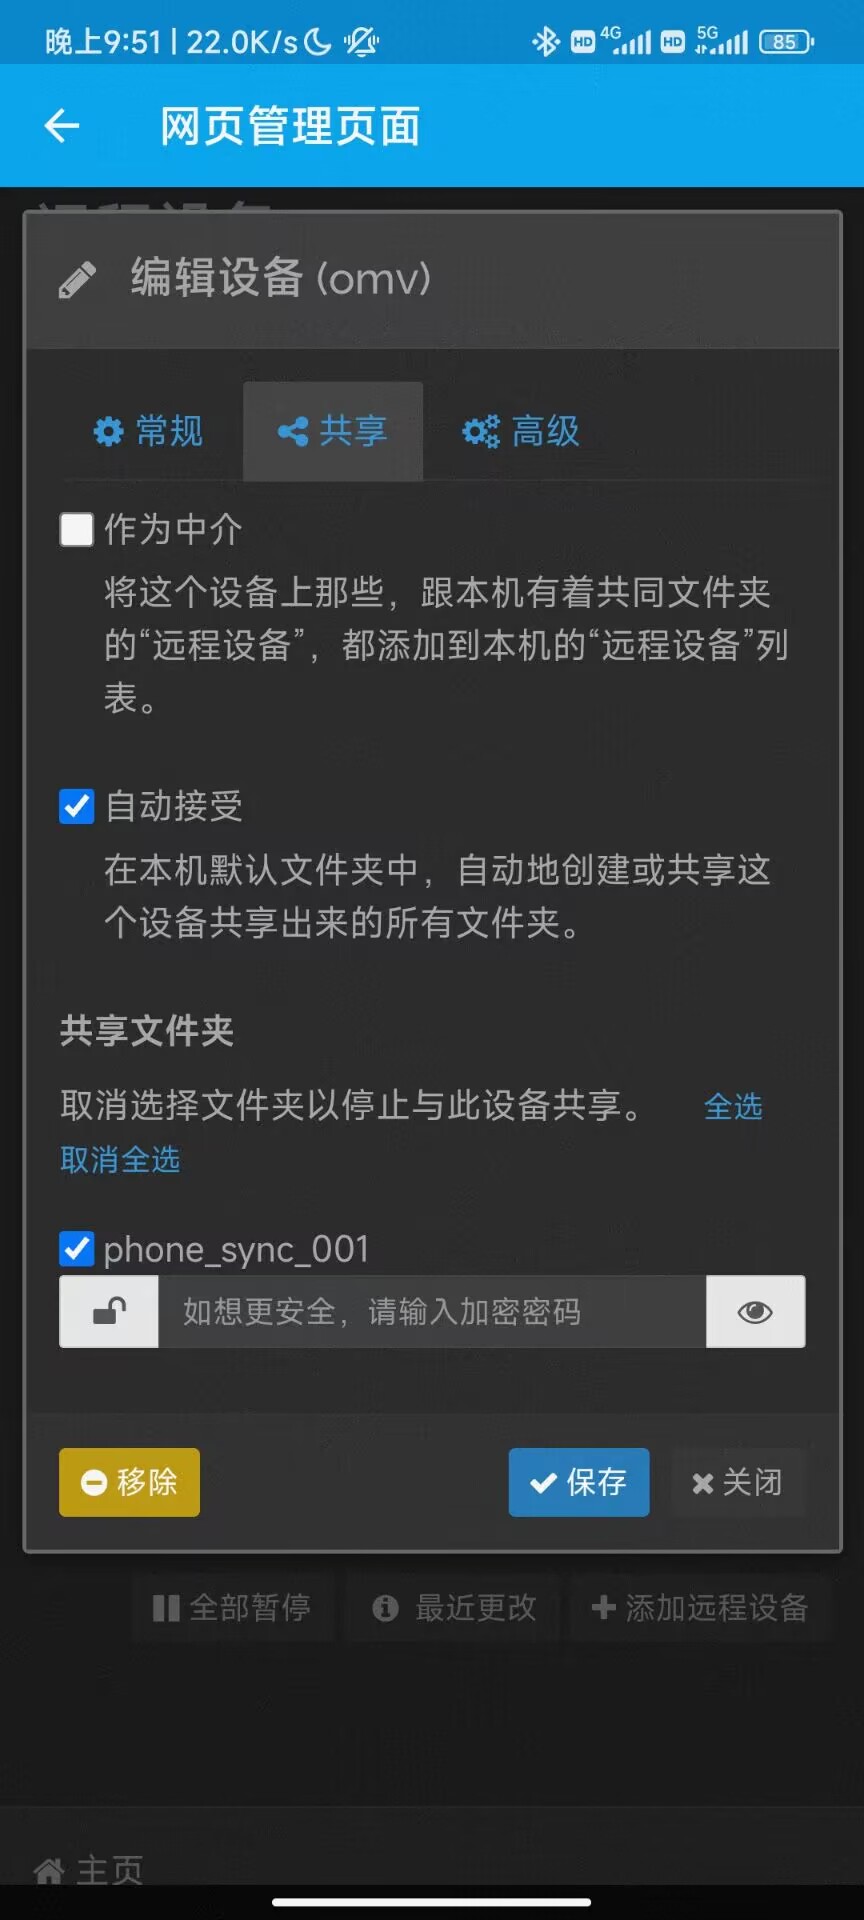 晚上9:51 | 22.0K/s HD 4G HD 5G 85
网页管理页面
编辑设备 (omv)
常规 共享 高级
作为中介
将这个设备上那些，跟本机有着共同文件夹
的“远程设备”，都添加到本机的“远程设备”列
表。
自动接受
在本机默认文件夹中，自动地创建或共享这
个设备共享出来的所有文件夹。
共享文件夹
取消选择文件夹以停止与此设备共享。 全选
取消全选
phone_sync_001
如想更安全，请输入加密密码
移除 保存 关闭
全部暂停 最近更改 添加远程设备
主页